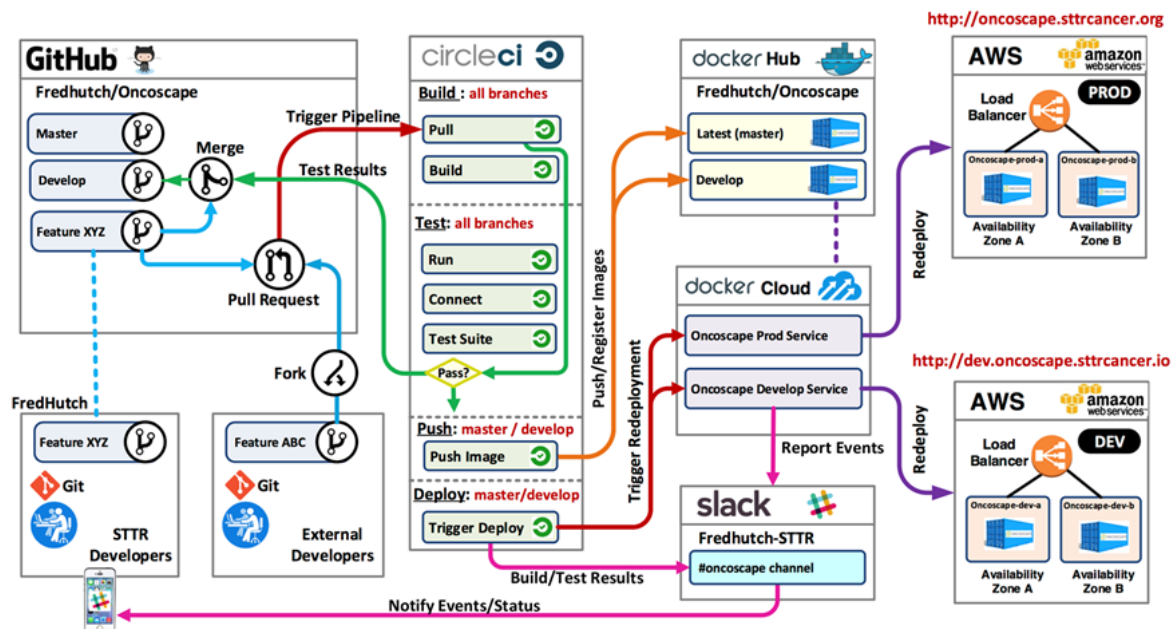 http://oncoscape.sttrcancer.org
GitHub
Fredhutch/Oncoscape
Master
Develop
Feature XYZ
Merge
Pull Request
Trigger Pipeline
Test Results
Fork
FredHutch
Feature XYZ
Git
STTR
Developers
Feature ABC
Git
External
Developers
circleci
Build : all branches
Pull
Build
Test: all branches
Run
Connect
Test Suite
Pass?
Push: master / develop
Push Image
Deploy: master/develop
Trigger Deploy
Push/Register Images
Trigger Redeployment
Build/Test Results
Notify Events/Status
docker Hub
Fredhutch/Oncoscape
Latest (master)
Develop
docker Cloud
Oncoscape Prod Service
Oncoscape Develop Service
Report Events
slack
Fredhutch-STTR
#oncoscape channel
Redeploy
Redeploy
AWS
amazon
webservices™
PROD
Load
Balancer
Oncoscape-prod-a
Oncoscape-prod-b
Availability
Zone A
Availability
Zone B
http://dev.oncoscape.sttrcancer.io
AWS
amazon
webservices™
DEV
Load
Balancer
Oncoscape-dev-a
Oncoscape-dev-b
Availability
Zone A
Availability
Zone B